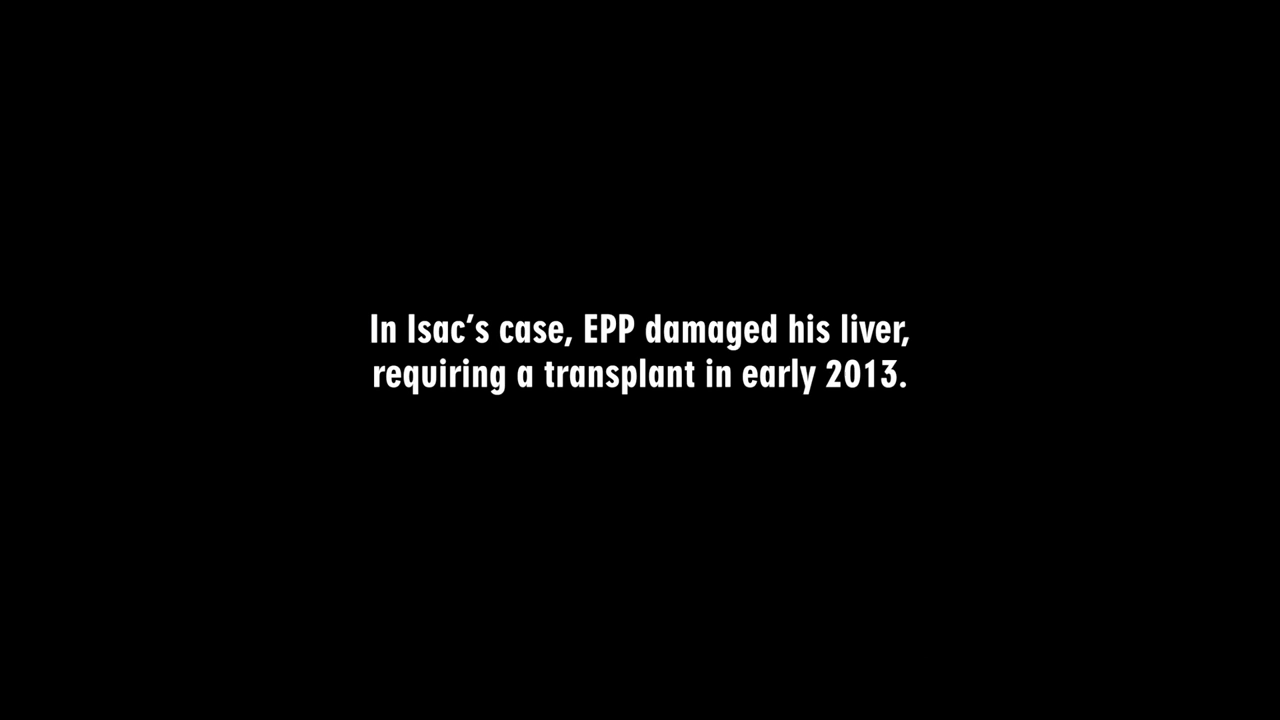 In Isac’s case, EPP damaged his liver,
requiring a transplant in early 2013.